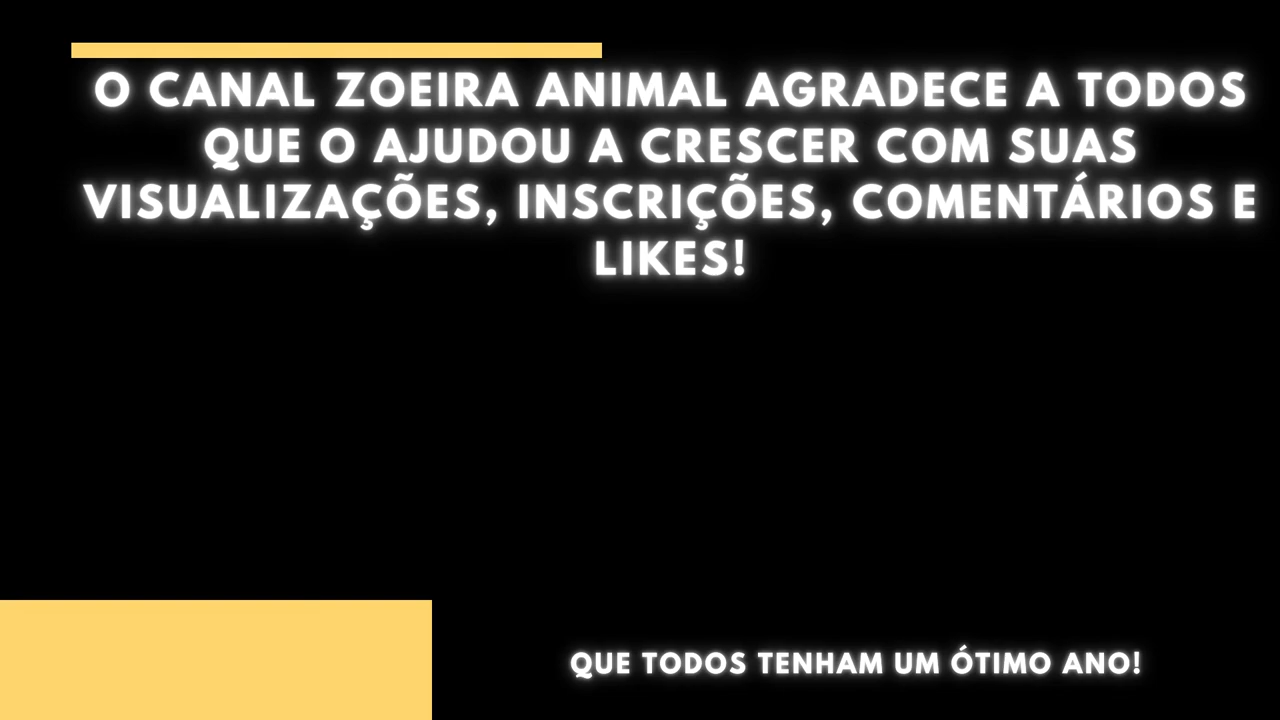 O CANAL ZOEIRA ANIMAL AGRADECE A TODOS
QUE O AJUDOU A CRESCER COM SUAS
VISUALIZAÇÕES, INSCRIÇÕES, COMENTÁRIOS E
LIKES!
QUE TODOS TENHAM UM ÓTIMO ANO!